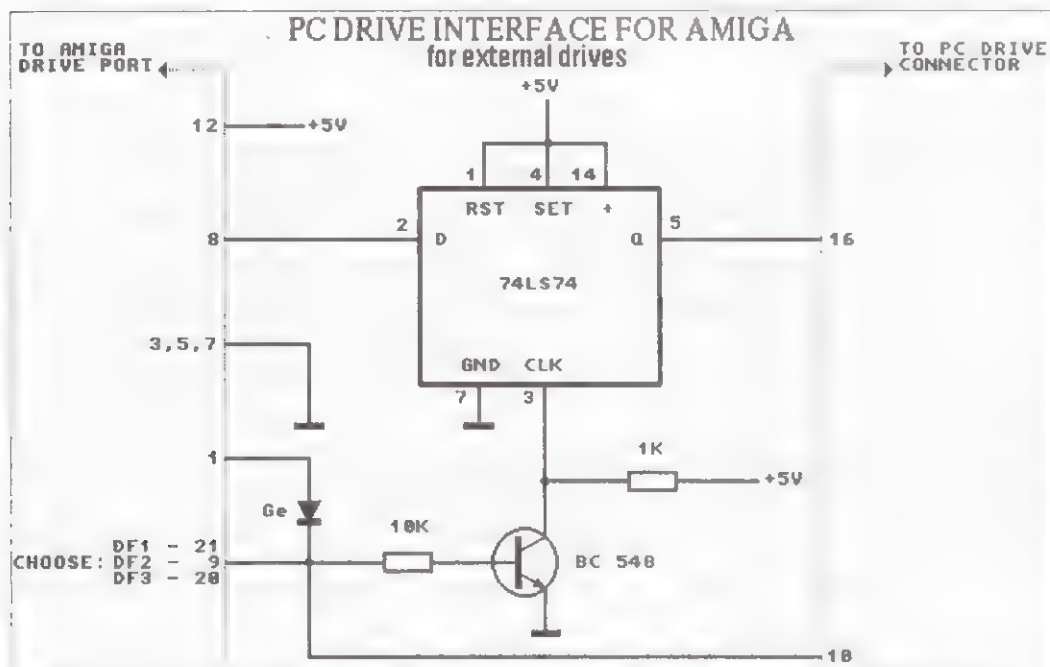 PC DRIVE INTERFACE FOR AMIGA
for external drives
TO AMIGA
DRIVE PORT
TO PC DRIVE
CONNECTOR
+5V
12
+5V
1
4
14
RST
SET
+
8
2
D
Q
5
16
74LS74
3,5,7
GND
CLK
7
3
1
1K
+5V
Ge
10K
BC 548
DF1 - 21
CHOOSE: DF2 - 9
DF3 - 20
10